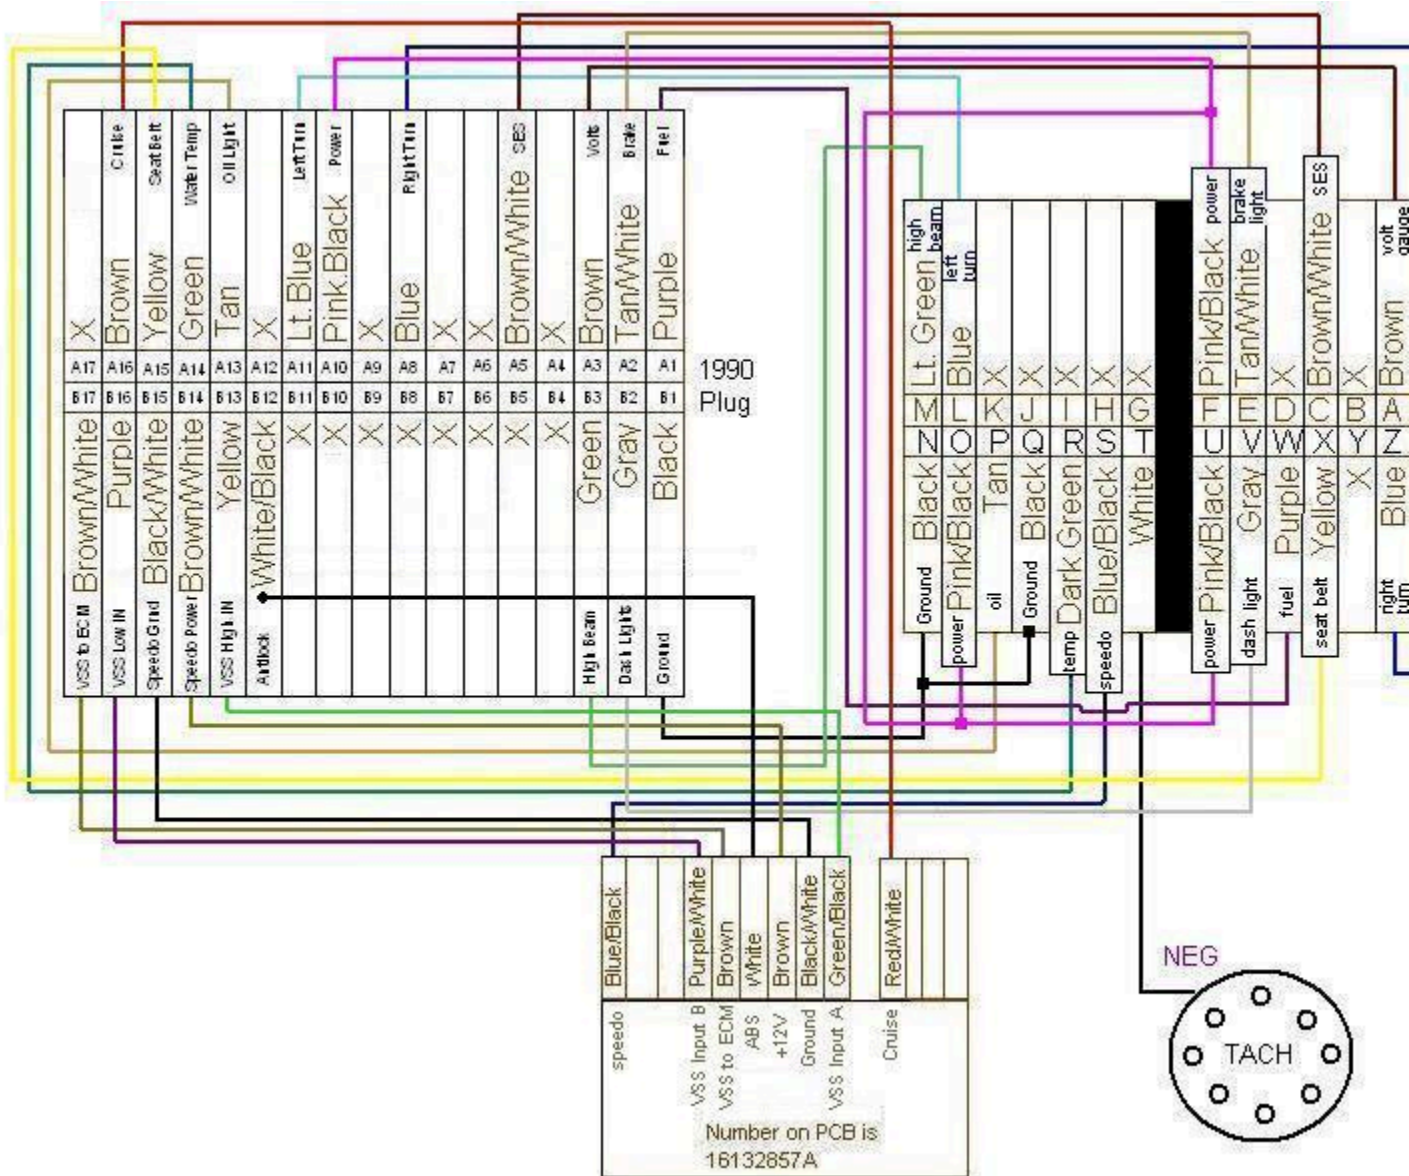 Cruise
Seat Belt
Water Temp
Oil Light
Left Turn
Power
Right Turn
SES
Volts
Brake
Fuel
X
Brown
Yellow
Green
Tan
X
Lt.Blue
Pink.Black
X
Blue
X
X
Brown/White
X
Brown
Tan/White
Purple
A17 A16 A15 A14 A13 A12 A11 A10 A9 A8 A7 A6 A5 A4 A3 A2 A1
B17 B16 B15 B14 B13 B12 B11 B10 B9 B8 B7 B6 B5 B4 B3 B2 B1
1990
Plug
Brown/White
Purple
Black/White
Brown/White
Yellow
White/Black
X
X
X
X
X
X
X
X
Green
Gray
Black
VSS to ECM
VSS Low IN
Speedo Grnd
Speedo Power
VSS High IN
Antilock
High Beam
Dash Lights
Ground
high
beam
left
turn
power
brake
light
SES
volt
gauge
Lt. Green
Blue
X
X
X
X
X
Pink/Black
Tan/White
X
Brown/White
X
Brown
M L K J I H G F E D C B A
N O P Q R S T U V W X Y Z
Black
Pink/Black
Tan
Black
Dark Green
Blue/Black
White
Pink/Black
Gray
Purple
Yellow
X
Blue
Ground
power
oil
Ground
temp
speedo
power
dash light
fuel
seat belt
right
turn
Blue/Black
Purple/White
Brown
White
Brown
Black/White
Green/Black
Red/White
speedo
VSS Input B
VSS to ECM
ABS
+12V
Ground
VSS Input A
Cruise
Number on PCB is
16132857A
NEG
TACH